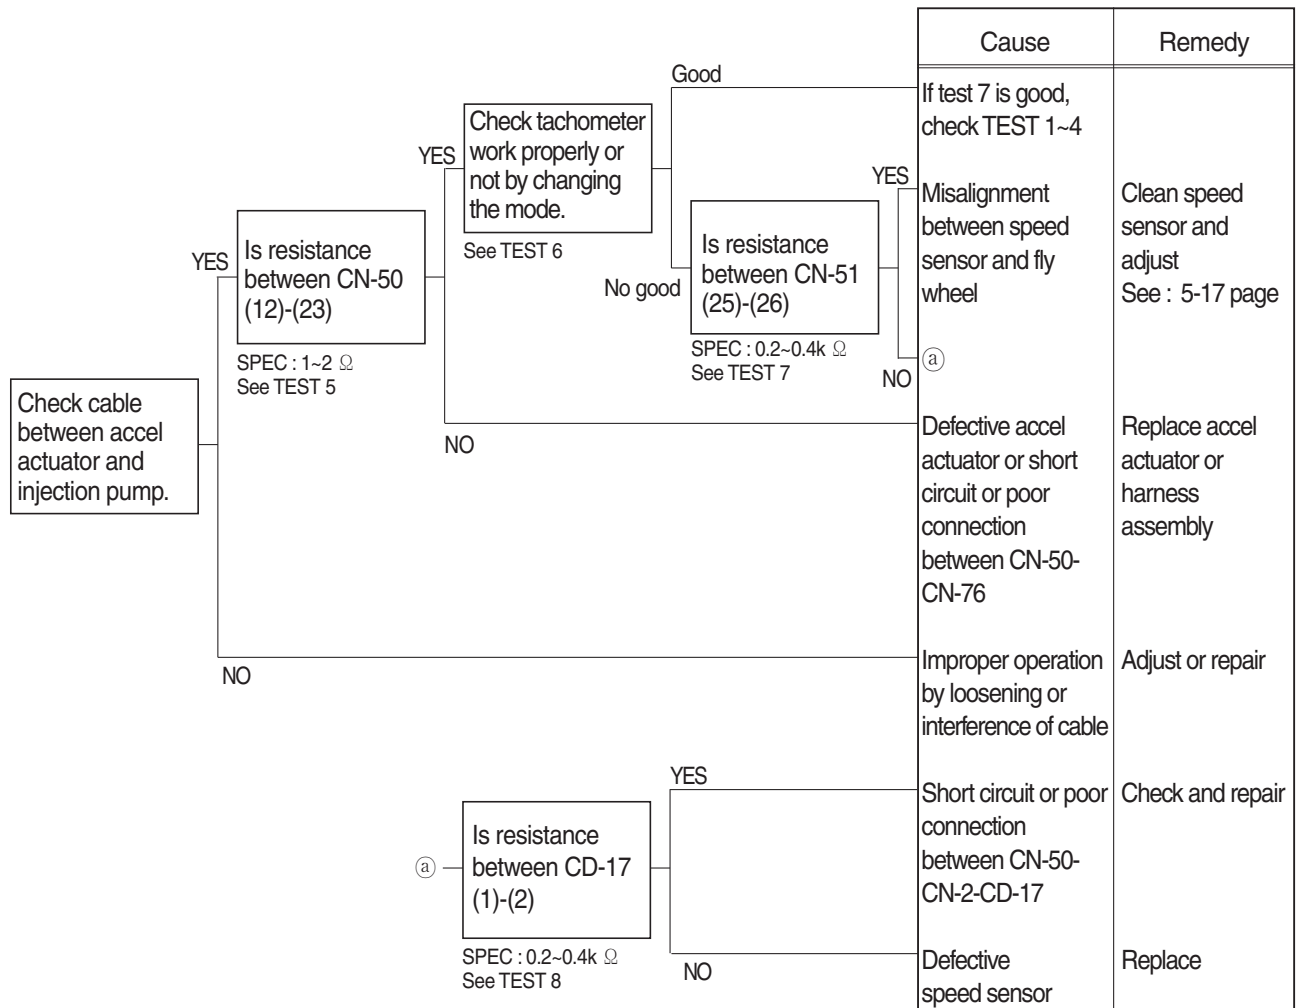 Cause
Remedy
Good
If test 7 is good,
check TEST 1~4
YES
Check tachometer
work properly or
not by changing
the mode.
See TEST 6
YES
Is resistance
between CN-50
(12)-(23)
SPEC : 1~2 Ω
See TEST 5
No good
Is resistance
between CN-51
(25)-(26)
SPEC : 0.2~0.4k Ω
See TEST 7
YES
Misalignment
between speed
sensor and fly
wheel
Clean speed
sensor and
adjust
See : 5-17 page
NO
ⓐ
Check cable
between accel
actuator and
injection pump.
NO
Defective accel
actuator or short
circuit or poor
connection
between CN-50-
CN-76
Replace accel
actuator or
harness
assembly
NO
Improper operation
by loosening or
interference of cable
Adjust or repair
ⓐ
Is resistance
between CD-17
(1)-(2)
SPEC : 0.2~0.4k Ω
See TEST 8
YES
Short circuit or poor
connection
between CN-50-
CN-2-CD-17
Check and repair
NO
Defective
speed sensor
Replace